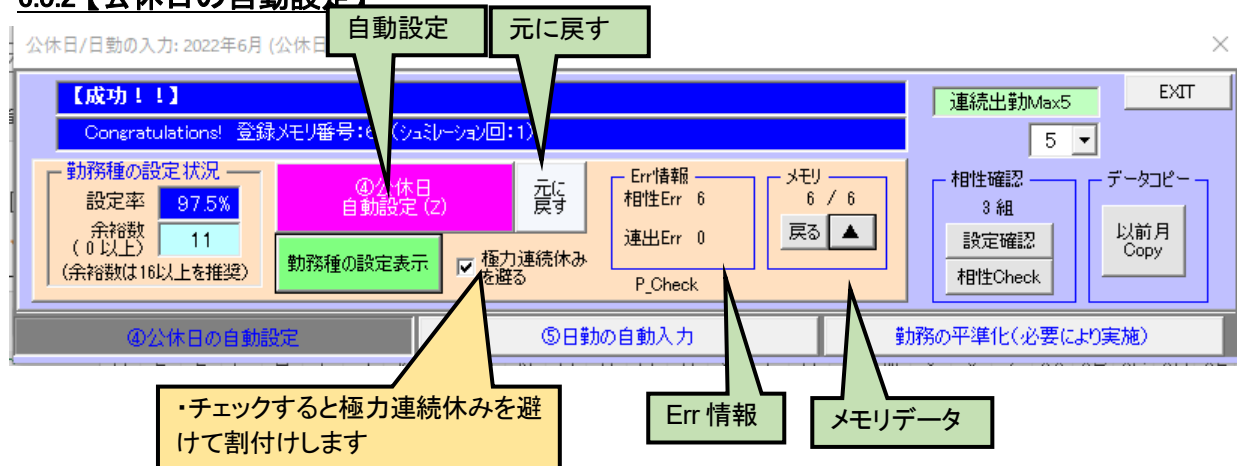 【公休日の自動設定】
自動設定
元に戻す
公休日/日勤の入力: 2022年6月 (公休日
【成功！！】
Congratulations! 登録メモリ番号:6 (シュミレーション回:1)
連続出勤Max5
EXIT
5
勤務種の設定状況
設定率 97.5%
余裕数
(０以上) 11
(余裕数は16以上を推奨)
④公休日
自動設定(Z)
元に
戻す
勤務種の設定表示
極力連続休み
を避る
Err情報
相性Err 6
連出Err 0
P_Check
メモリ
6 / 6
戻る ▲
相性確認
3 組
設定確認
相性Check
データコピー
以前月
Copy
④公休日の自動設定
⑤日勤の自動入力
勤務の平準化(必要により実施)
・チェックすると極力連続休みを避
けて割付けします
Err 情報
メモリデータ